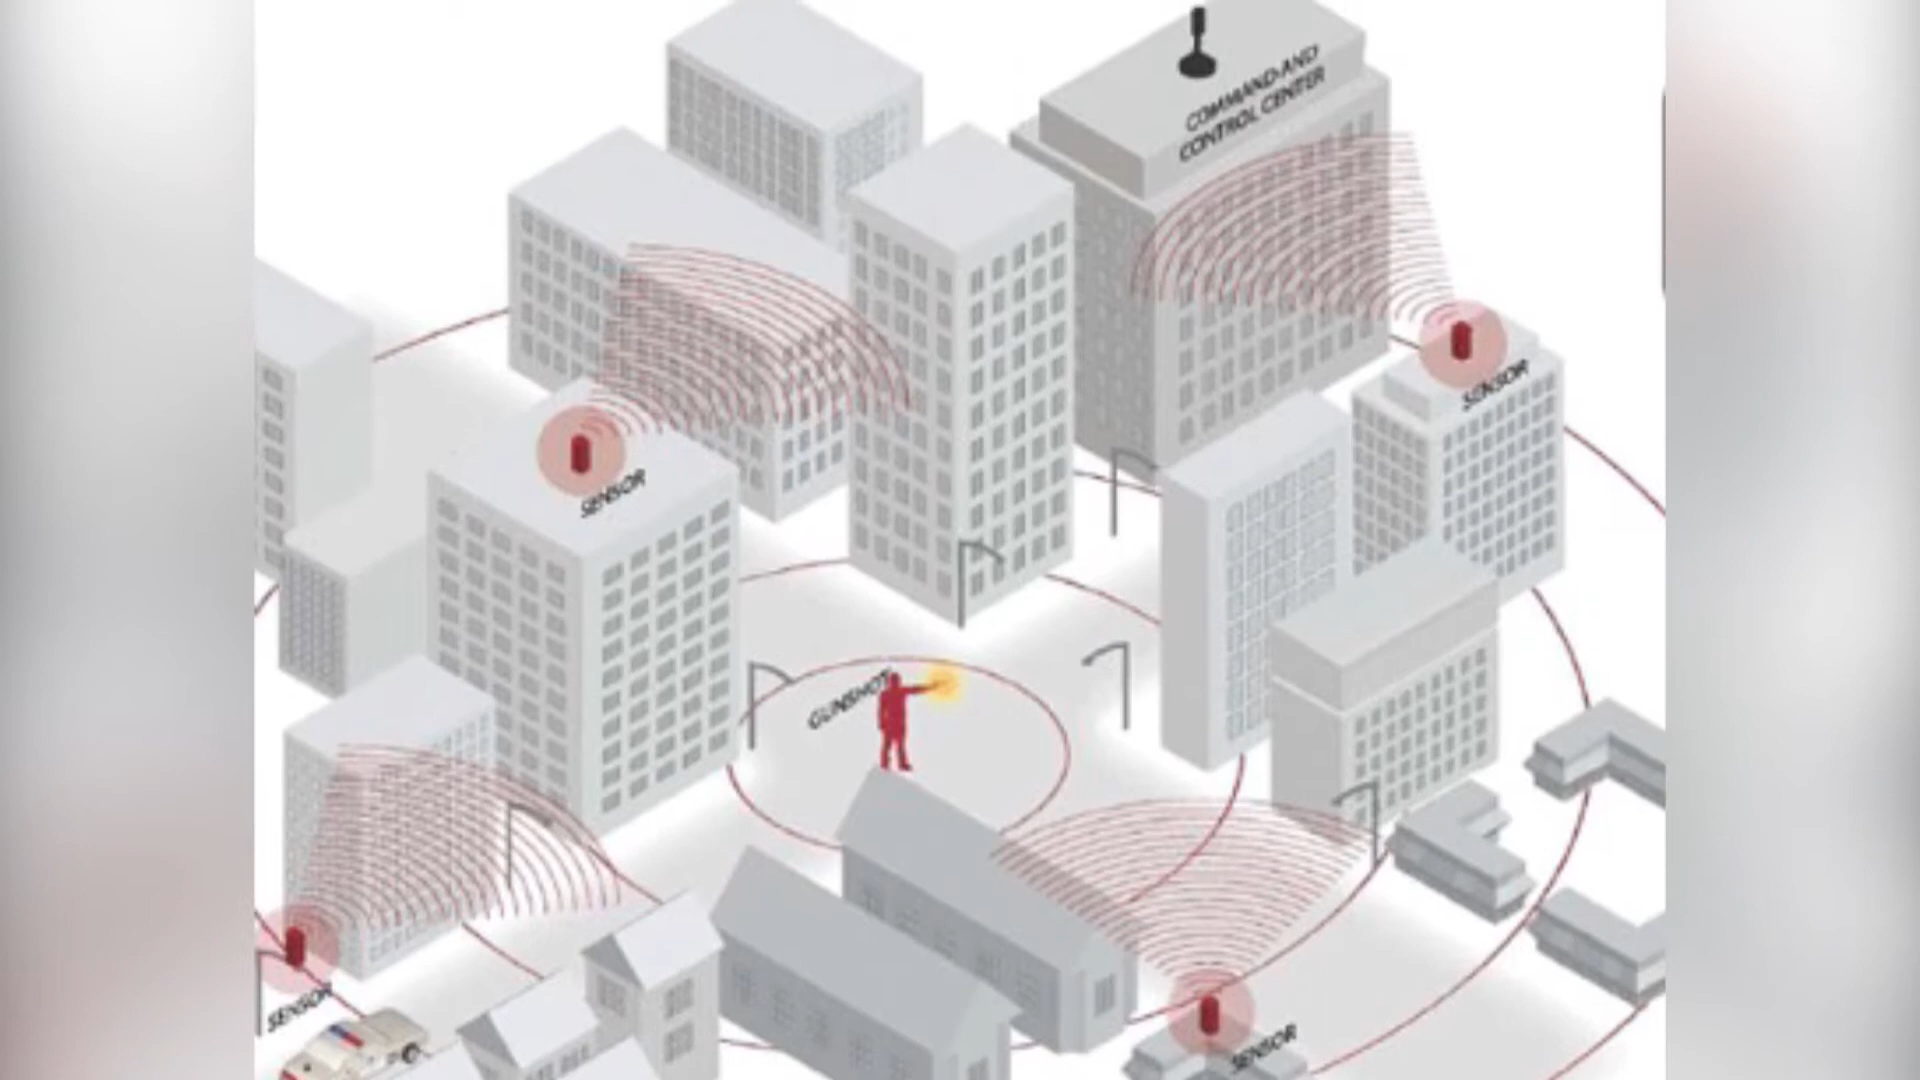 COMMAND AND
CONTROL CENTER
SENSOR
SENSOR
GUNSHOT
SENSOR
SENSOR